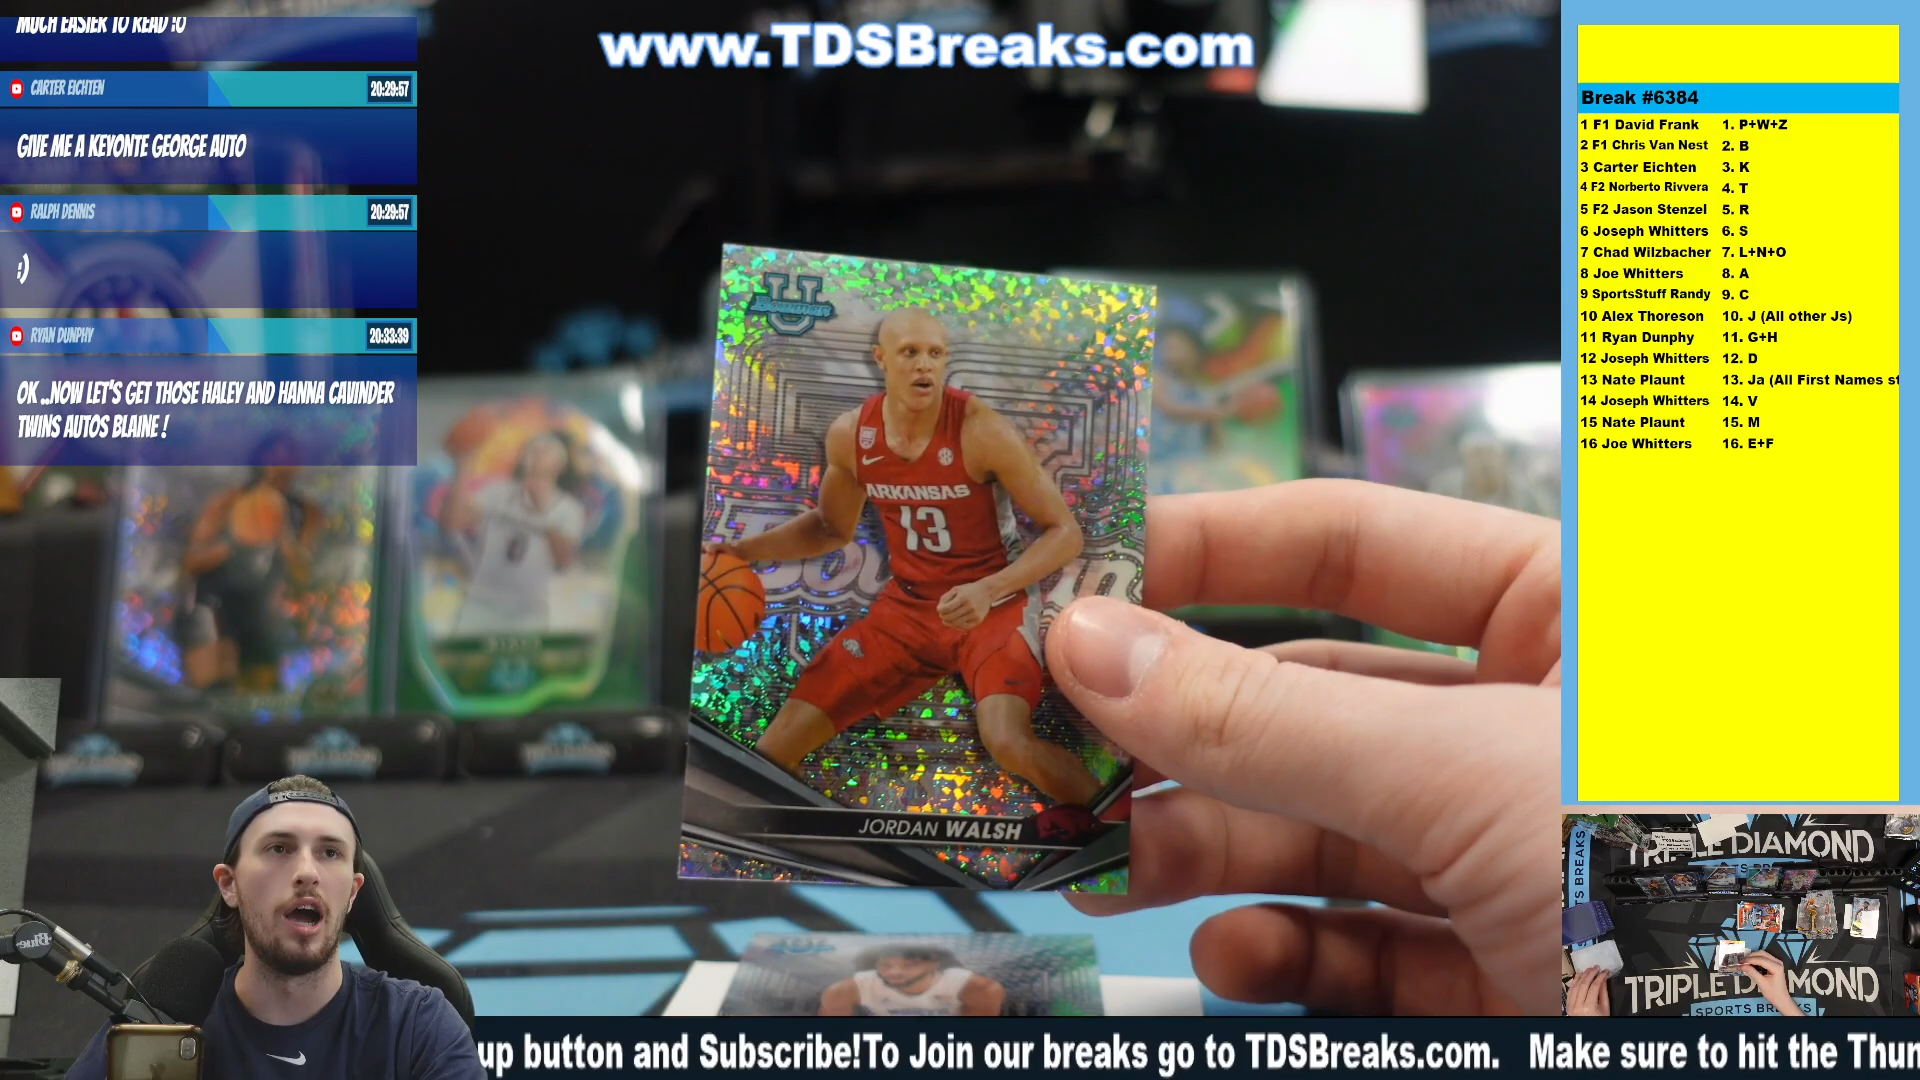 MUCH EASIER TO READ :O
CARTER EICHTEN 20:29:57
GIVE ME A KEYONTE GEORGE AUTO
RALPH DENNIS 20:29:57
:)
RYAN DUNPHY 20:33:39
OK ..NOW LET'S GET THOSE HALEY AND HANNA CAVINDER
TWINS AUTOS BLAINE !
www.TDSBreaks.com
U
Bowman
ARKANSAS
13
JORDAN WALSH
Break #6384
1 F1 David Frank 1. P+W+Z
2 F1 Chris Van Nest 2. B
3 Carter Eichten 3. K
4 F2 Norberto Rivvera 4. T
5 F2 Jason Stenzel 5. R
6 Joseph Whitters 6. S
7 Chad Wilzbacher 7. L+N+O
8 Joe Whitters 8. A
9 SportsStuff Randy 9. C
10 Alex Thoreson 10. J (All other Js)
11 Ryan Dunphy 11. G+H
12 Joseph Whitters 12. D
13 Nate Plaunt 13. Ja (All First Names st
14 Joseph Whitters 14. V
15 Nate Plaunt 15. M
16 Joe Whitters 16. E+F
TRIPLE DIAMOND
S BREAKS
TRIPLE DIAMOND
SPORTS BREAKS
Blue
up button and Subscribe!To Join our breaks go to TDSBreaks.com. Make sure to hit the Thum